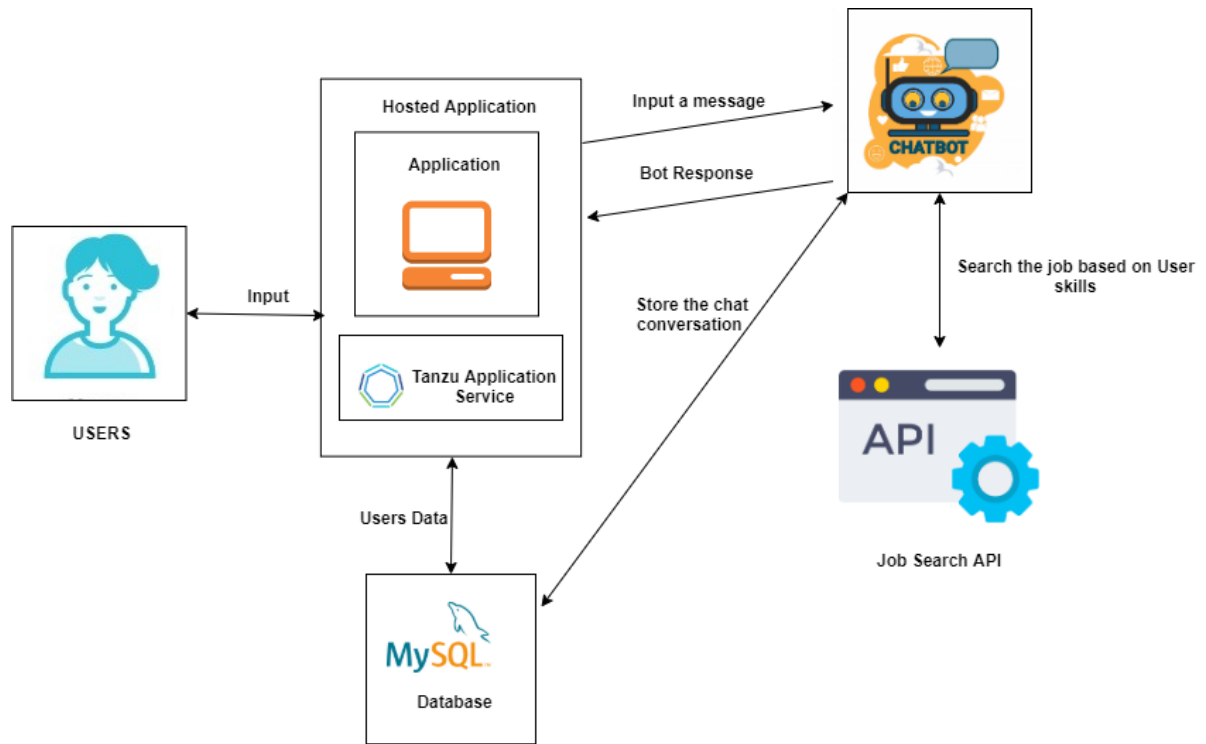 Hosted Application
Application
Tanzu Application
Service
Input a message
Bot Response
CHATBOT
Input
USERS
Store the chat
conversation
Search the job based on User
skills
API
Job Search API
Users Data
MySQL
Database